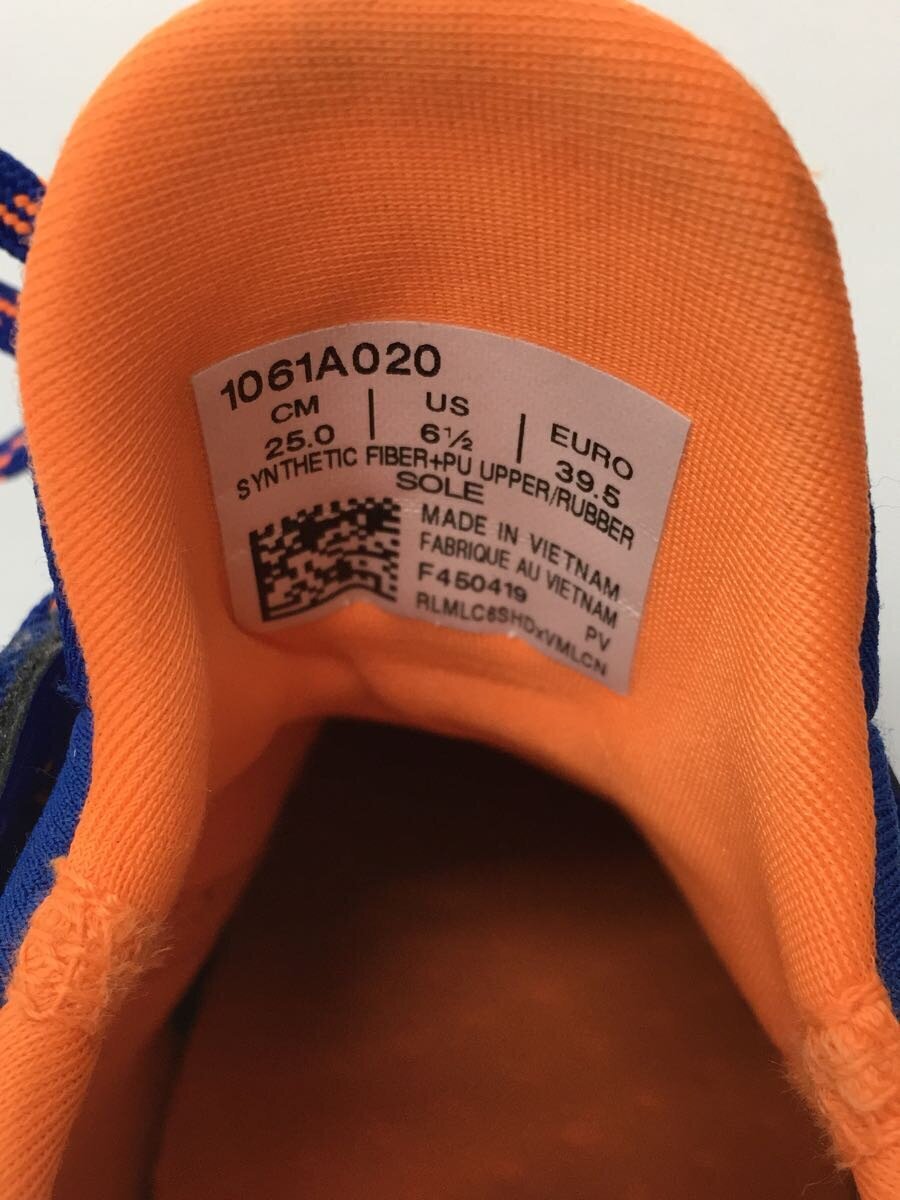 1061A020
CM | US | EURO
25.0 6½ 39.5
SYNTHETIC FIBER+PU UPPER/RUBBER
SOLE
MADE IN VIETNAM
FABRIQUE AU VIETNAM
F450419 PV
RLMLC6SHDxVMLCN